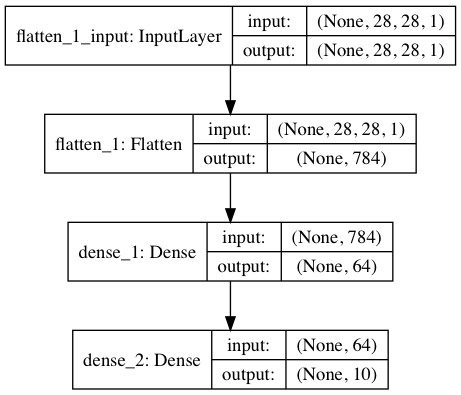 flatten_1_input: InputLayer
input: (None, 28, 28, 1)
output: (None, 28, 28, 1)
flatten_1: Flatten
input: (None, 28, 28, 1)
output: (None, 784)
dense_1: Dense
input: (None, 784)
output: (None, 64)
dense_2: Dense
input: (None, 64)
output: (None, 10)